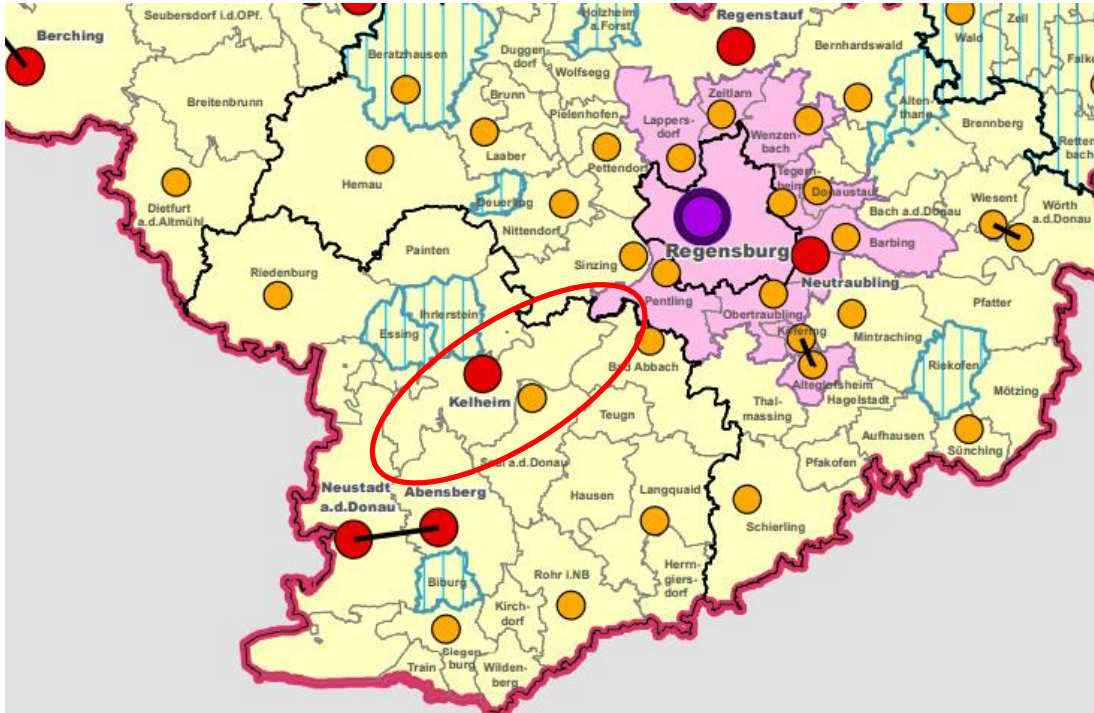 Seubersdorf i.d.OPf.
Holzheim
a.Forst
Regenstauf
Zell
Wald
Berching
Beratzhausen
Duggen-
dorf
Bernhardswald
Falke
Wolfsegg
Breitenbrunn
Brunn
Zeitlarn
Alten-
thann
Pielenhofen
Lappers-
dorf
Wenzen-
bach
Brennberg
Retten
bach
Laaber
Pettendorf
Hemau
Tegern-
heim
Donaustauf
Dietfurt
a.d.Altmühl
Deuerling
Wiesent
Wörth
a.d.Donau
Bach a.d.Donau
Nittendorf
Painten
Regensburg
Barbing
Sinzing
Riedenburg
Neutraubling
Pentling
Pfatter
Ihrlerstein
Obertraubling
Essing
Köfering
Mintraching
Bad Abbach
Riekofen
Alteglofsheim
Mötzing
Kelheim
Hagelstadt
Thal-
massing
Teugn
Aufhausen
Sünching
Pfakofen
Saal a.d.Donau
Neustadt
a.d.Donau
Abensberg
Hausen
Langquaid
Schierling
Rohr i.NB
Herrn-
giers-
dorf
Biburg
Kirch-
dorf
Siegen
burg
Train
Wilden-
berg